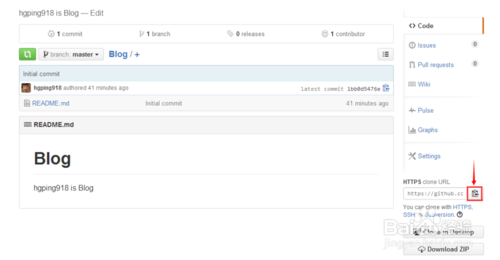 hgping918 is Blog — Edit
1 commit
1 branch
0 releases
1 contributor
branch: master
Blog / +
Initial commit
hgping918 authored 41 minutes ago
latest commit 1bb0d5476e
README.md
Initial commit
41 minutes ago
README.md
Blog
hgping918 is Blog
Code
Issues 0
Pull requests 0
Wiki
Pulse
Graphs
Settings
HTTPS clone URL
https://github.cc
You can clone with HTTPS,
SSH, or Subversion.
Clone in Desktop
Download ZIP